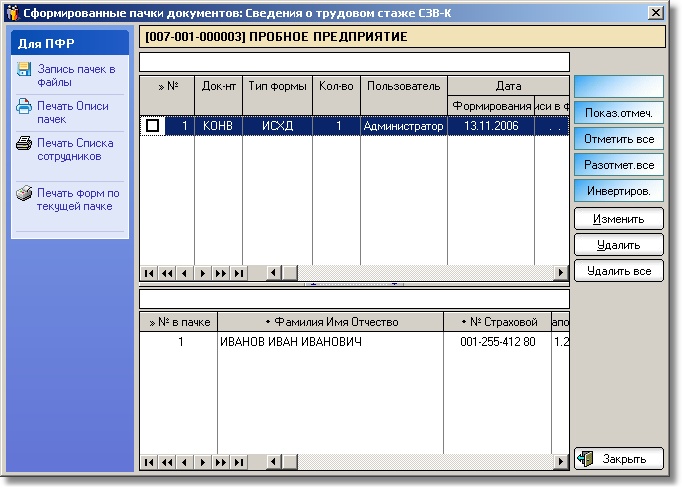 Сформированные пачки документов: Сведения о трудовом стаже СЗВ-К
Для ПФР
Запись пачек в
файлы
Печать Описи
пачек
Печать Списка
сотрудников
Печать форм по
текущей пачке
[007-001-000003] ПРОБНОЕ ПРЕДПРИЯТИЕ
» № Док-нт Тип формы Кол-во Пользователь Дата
Формирования иси в ф
1 КОНВ ИСХД 1 Администратор 13.11.2006 . .
Показ.отмеч.
Отметить все
Разотмет.все
Инвертиров.
Изменить
Удалить
Удалить все
» № в пачке • Фамилия Имя Отчество • № Страховой апо
1 ИВАНОВ ИВАН ИВАНОВИЧ 001-255-412 80 1.2
Закрыть